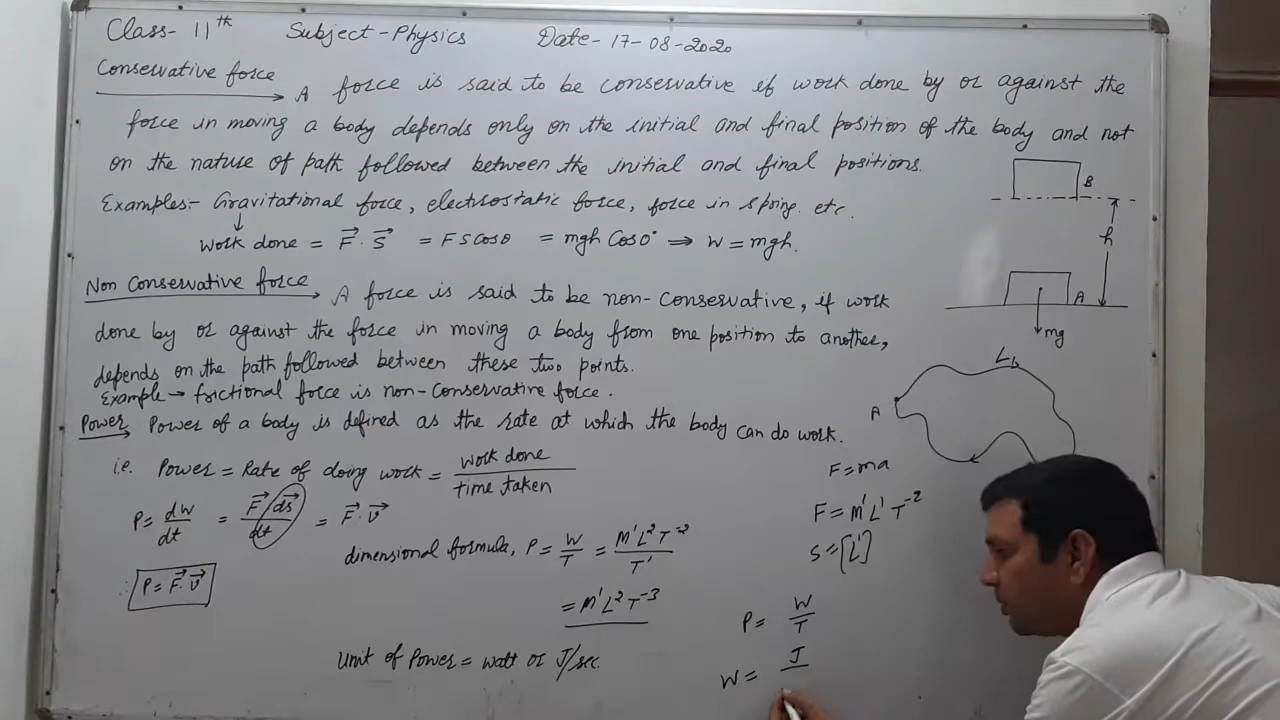 Class- 11th Subject-Physics Date- 17-08-2020
Conservative force → A force is said to be conservative if work done by or against the
force in moving a body depends only on the initial and final position of the body and not
on the nature of path followed between the initial and final positions.
Examples:- Gravitational force, electrostatic force, force in spring. etc.
↓
work done = F⃗. S⃗ = FSCosθ = mgh Cos0° ⇒ W = mgh.
B
h
A
mg
Non Conservative force → A force is said to be non-Conservative, if work
done by or against the force in moving a body from one position to another,
depends on the path followed between these two points.
Example → frictional force is non-Conservative force.
A
Power → Power of a body is defined as the rate at which the body can do work.
i.e. Power = Rate of doing work = work done / time taken
P = dw/dt = F⃗/ds⃗/dt = F⃗. v⃗
∴ P = F⃗. v⃗
dimensional formula, P = W/T = M¹L²T⁻²/T¹
= M¹L²T⁻³
Unit of Power = watt or J/sec.
F = ma
F = M¹L¹T⁻²
S = [L¹]
P = W/T
W = J